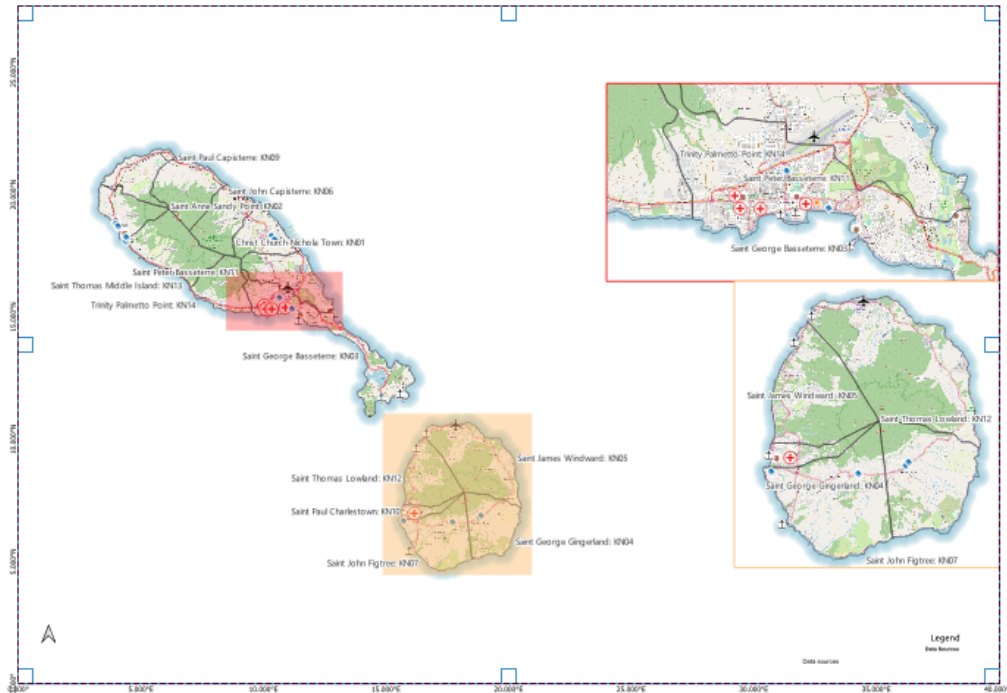 Saint Paul Capisterre: KN09
Saint John Capisterre: KN06
Saint Anne Sandy Point: KN02
Christ Church Nichola Town: KN01
Saint Peter Basseterre: KN11
Saint Thomas Middle Island: KN13
Trinity Palmetto Point: KN14
Saint George Basseterre: KN03
Saint James Windward: KN05
Saint Thomas Lowland: KN12
Saint Paul Charlestown: KN10
Saint George Gingerland: KN04
Saint John Figtree: KN07
Trinity Palmetto Point: KN14
Saint Peter Basseterre: KN11
Saint George Basseterre: KN03
Saint James Windward: KN05
Saint Thomas Lowland: KN12
Saint George Gingerland: KN04
Saint John Figtree: KN07
Legend
Data Sources
Data sources
25.000°N
20.000°N
15.000°N
10.000°N
5.000°N
5.000°E
10.000°E
15.000°E
20.000°E
25.000°E
30.000°E
35.000°E